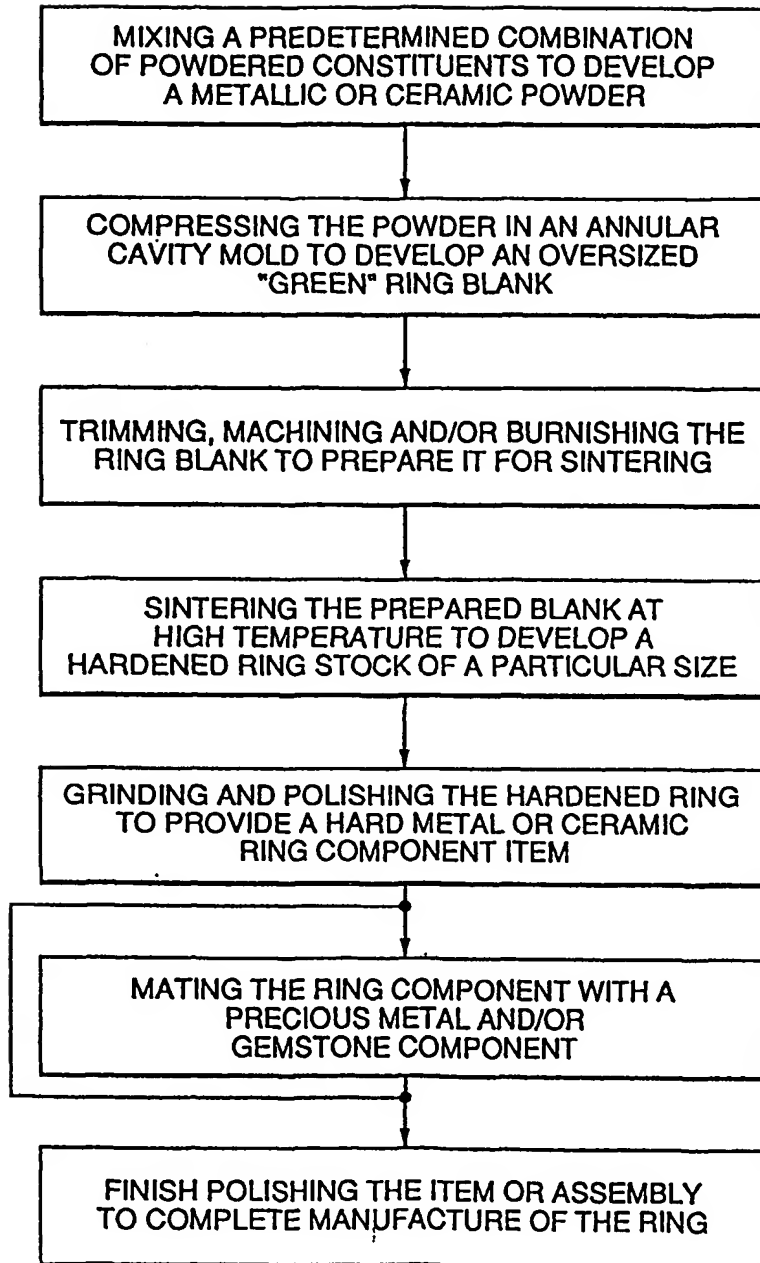 MIXING A PREDETERMINED COMBINATION
OF POWDERED CONSTITUENTS TO DEVELOP
A METALLIC OR CERAMIC POWDER
COMPRESSING THE POWDER IN AN ANNULAR
CAVITY MOLD TO DEVELOP AN OVERSIZED
"GREEN" RING BLANK
TRIMMING, MACHINING AND/OR BURNISHING THE
RING BLANK TO PREPARE IT FOR SINTERING
SINTERING THE PREPARED BLANK AT
HIGH TEMPERATURE TO DEVELOP A
HARDENED RING STOCK OF A PARTICULAR SIZE
GRINDING AND POLISHING THE HARDENED RING
TO PROVIDE A HARD METAL OR CERAMIC
RING COMPONENT ITEM
MATING THE RING COMPONENT WITH A
PRECIOUS METAL AND/OR
GEMSTONE COMPONENT
FINISH POLISHING THE ITEM OR ASSEMBLY
TO COMPLETE MANUFACTURE OF THE RING